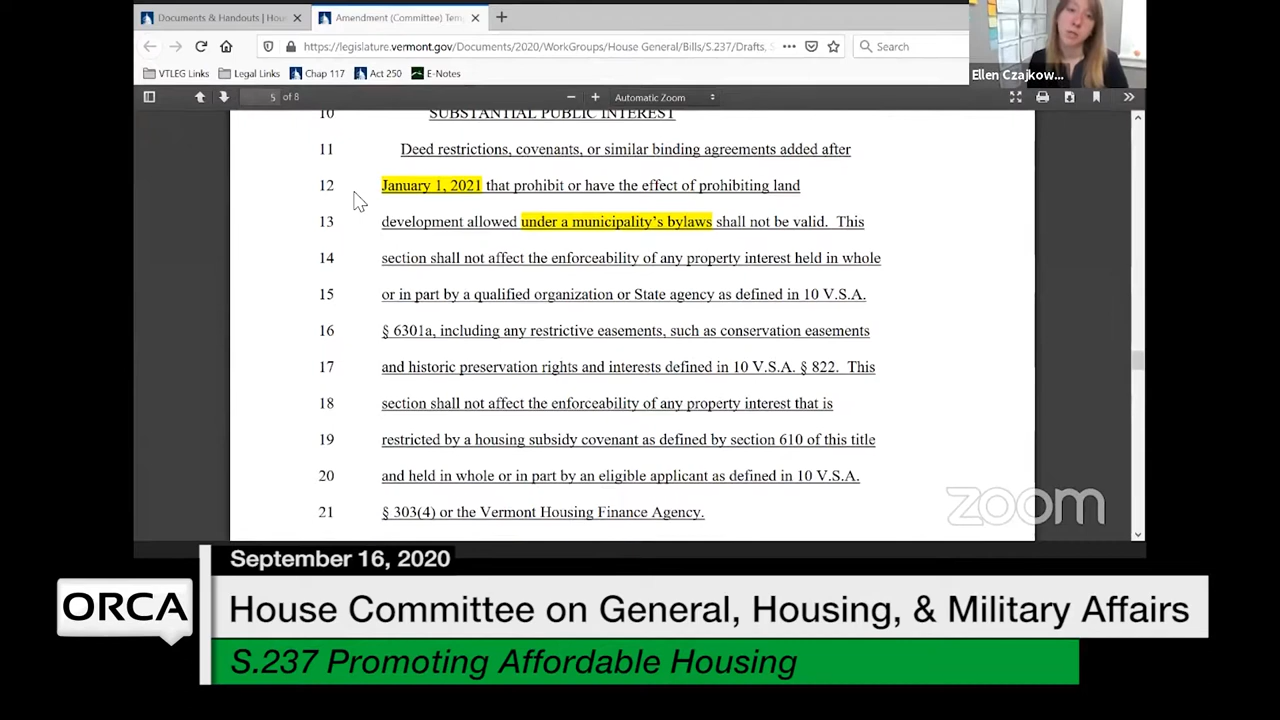 Documents & Handouts | Hou
Amendment (Committee) Tem
https://legislature.vermont.gov/Documents/2020/WorkGroups/House General/Bills/S.237/Drafts,
Search
VTLEG Links
Legal Links
Chap 117
Act 250
E-Notes
Ellen Czajkow...
5 of 8
Automatic Zoom
10 SUBSTANTIAL PUBLIC INTEREST
11 Deed restrictions, covenants, or similar binding agreements added after
12 January 1, 2021 that prohibit or have the effect of prohibiting land
13 development allowed under a municipality's bylaws shall not be valid. This
14 section shall not affect the enforceability of any property interest held in whole
15 or in part by a qualified organization or State agency as defined in 10 V.S.A.
16 § 6301a, including any restrictive easements, such as conservation easements
17 and historic preservation rights and interests defined in 10 V.S.A. § 822. This
18 section shall not affect the enforceability of any property interest that is
19 restricted by a housing subsidy covenant as defined by section 610 of this title
20 and held in whole or in part by an eligible applicant as defined in 10 V.S.A.
21 § 303(4) or the Vermont Housing Finance Agency.
zoom
September 16, 2020
ORCA
House Committee on General, Housing, & Military Affairs
S.237 Promoting Affordable Housing